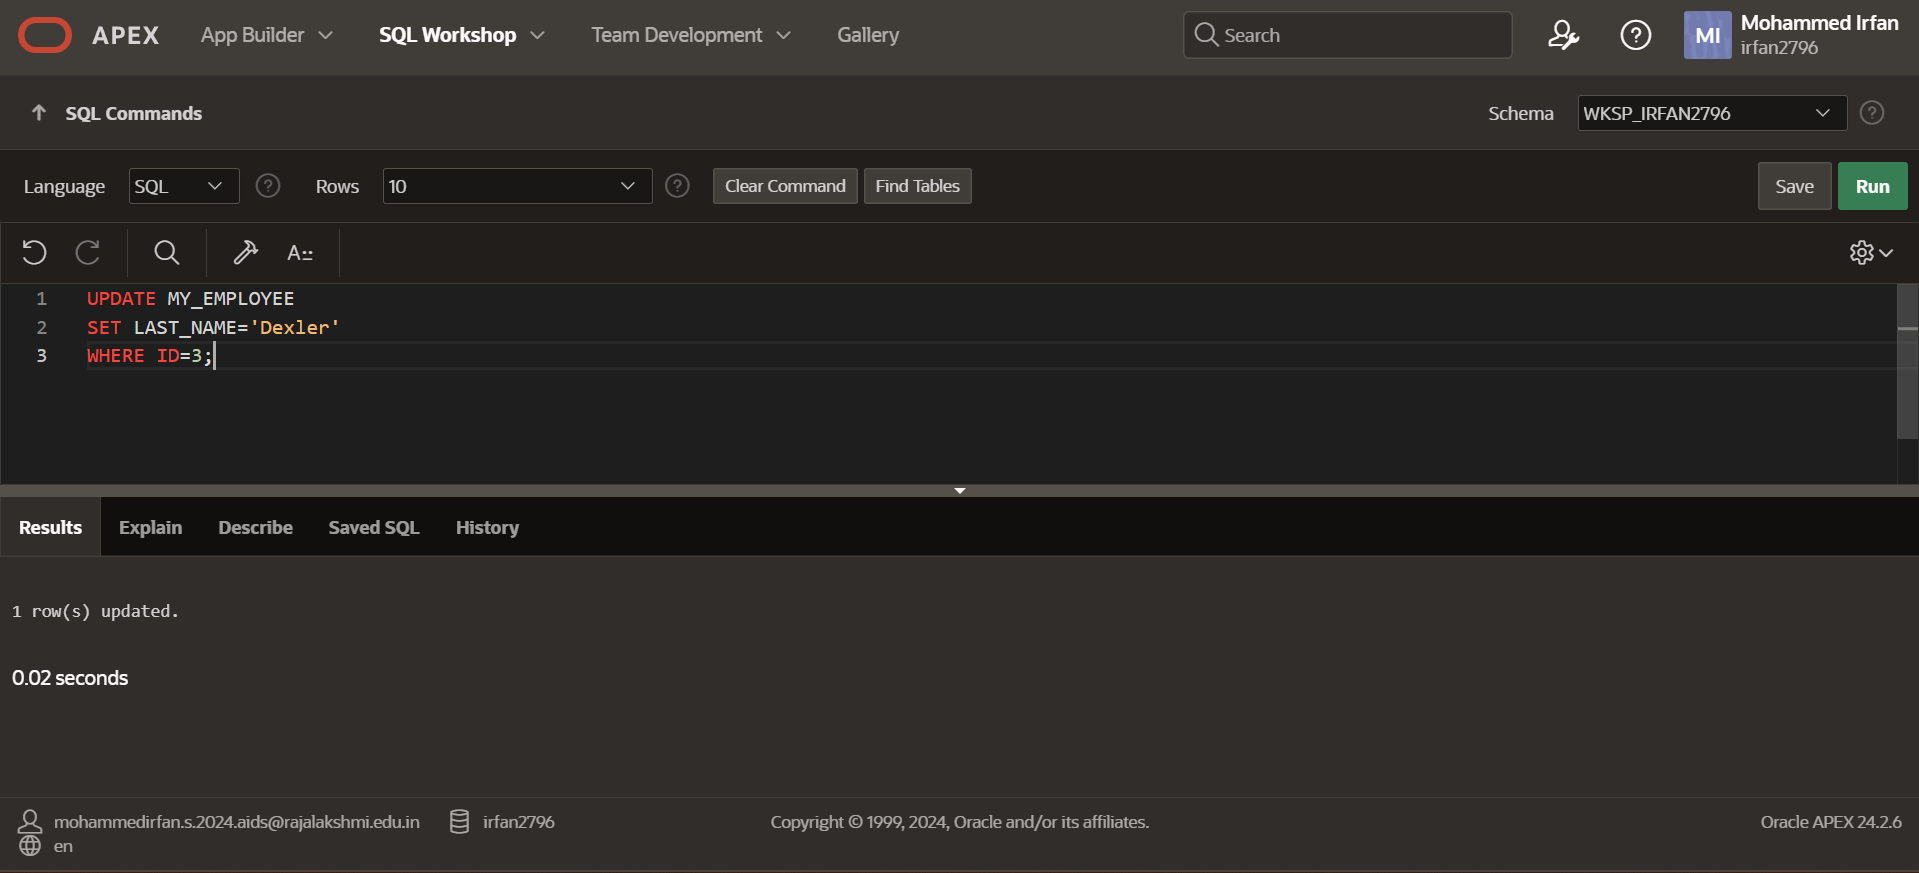 APEX App Builder SQL Workshop Team Development Gallery Search MI Mohammed Irfan
irfan2796
SQL Commands Schema WKSP_IRFAN2796 ?
Language SQL ? Rows 10 ? Clear Command Find Tables Save Run
A
1 UPDATE MY_EMPLOYEE
2 SET LAST_NAME='Dexler'
3 WHERE ID=3;
Results Explain Describe Saved SQL History
1 row(s) updated.
0.02 seconds
mohammedirfan.s.2024.aids@rajalakshmi.edu.in irfan2796 Copyright © 1999, 2024, Oracle and/or its affiliates. Oracle APEX 24.2.6
en